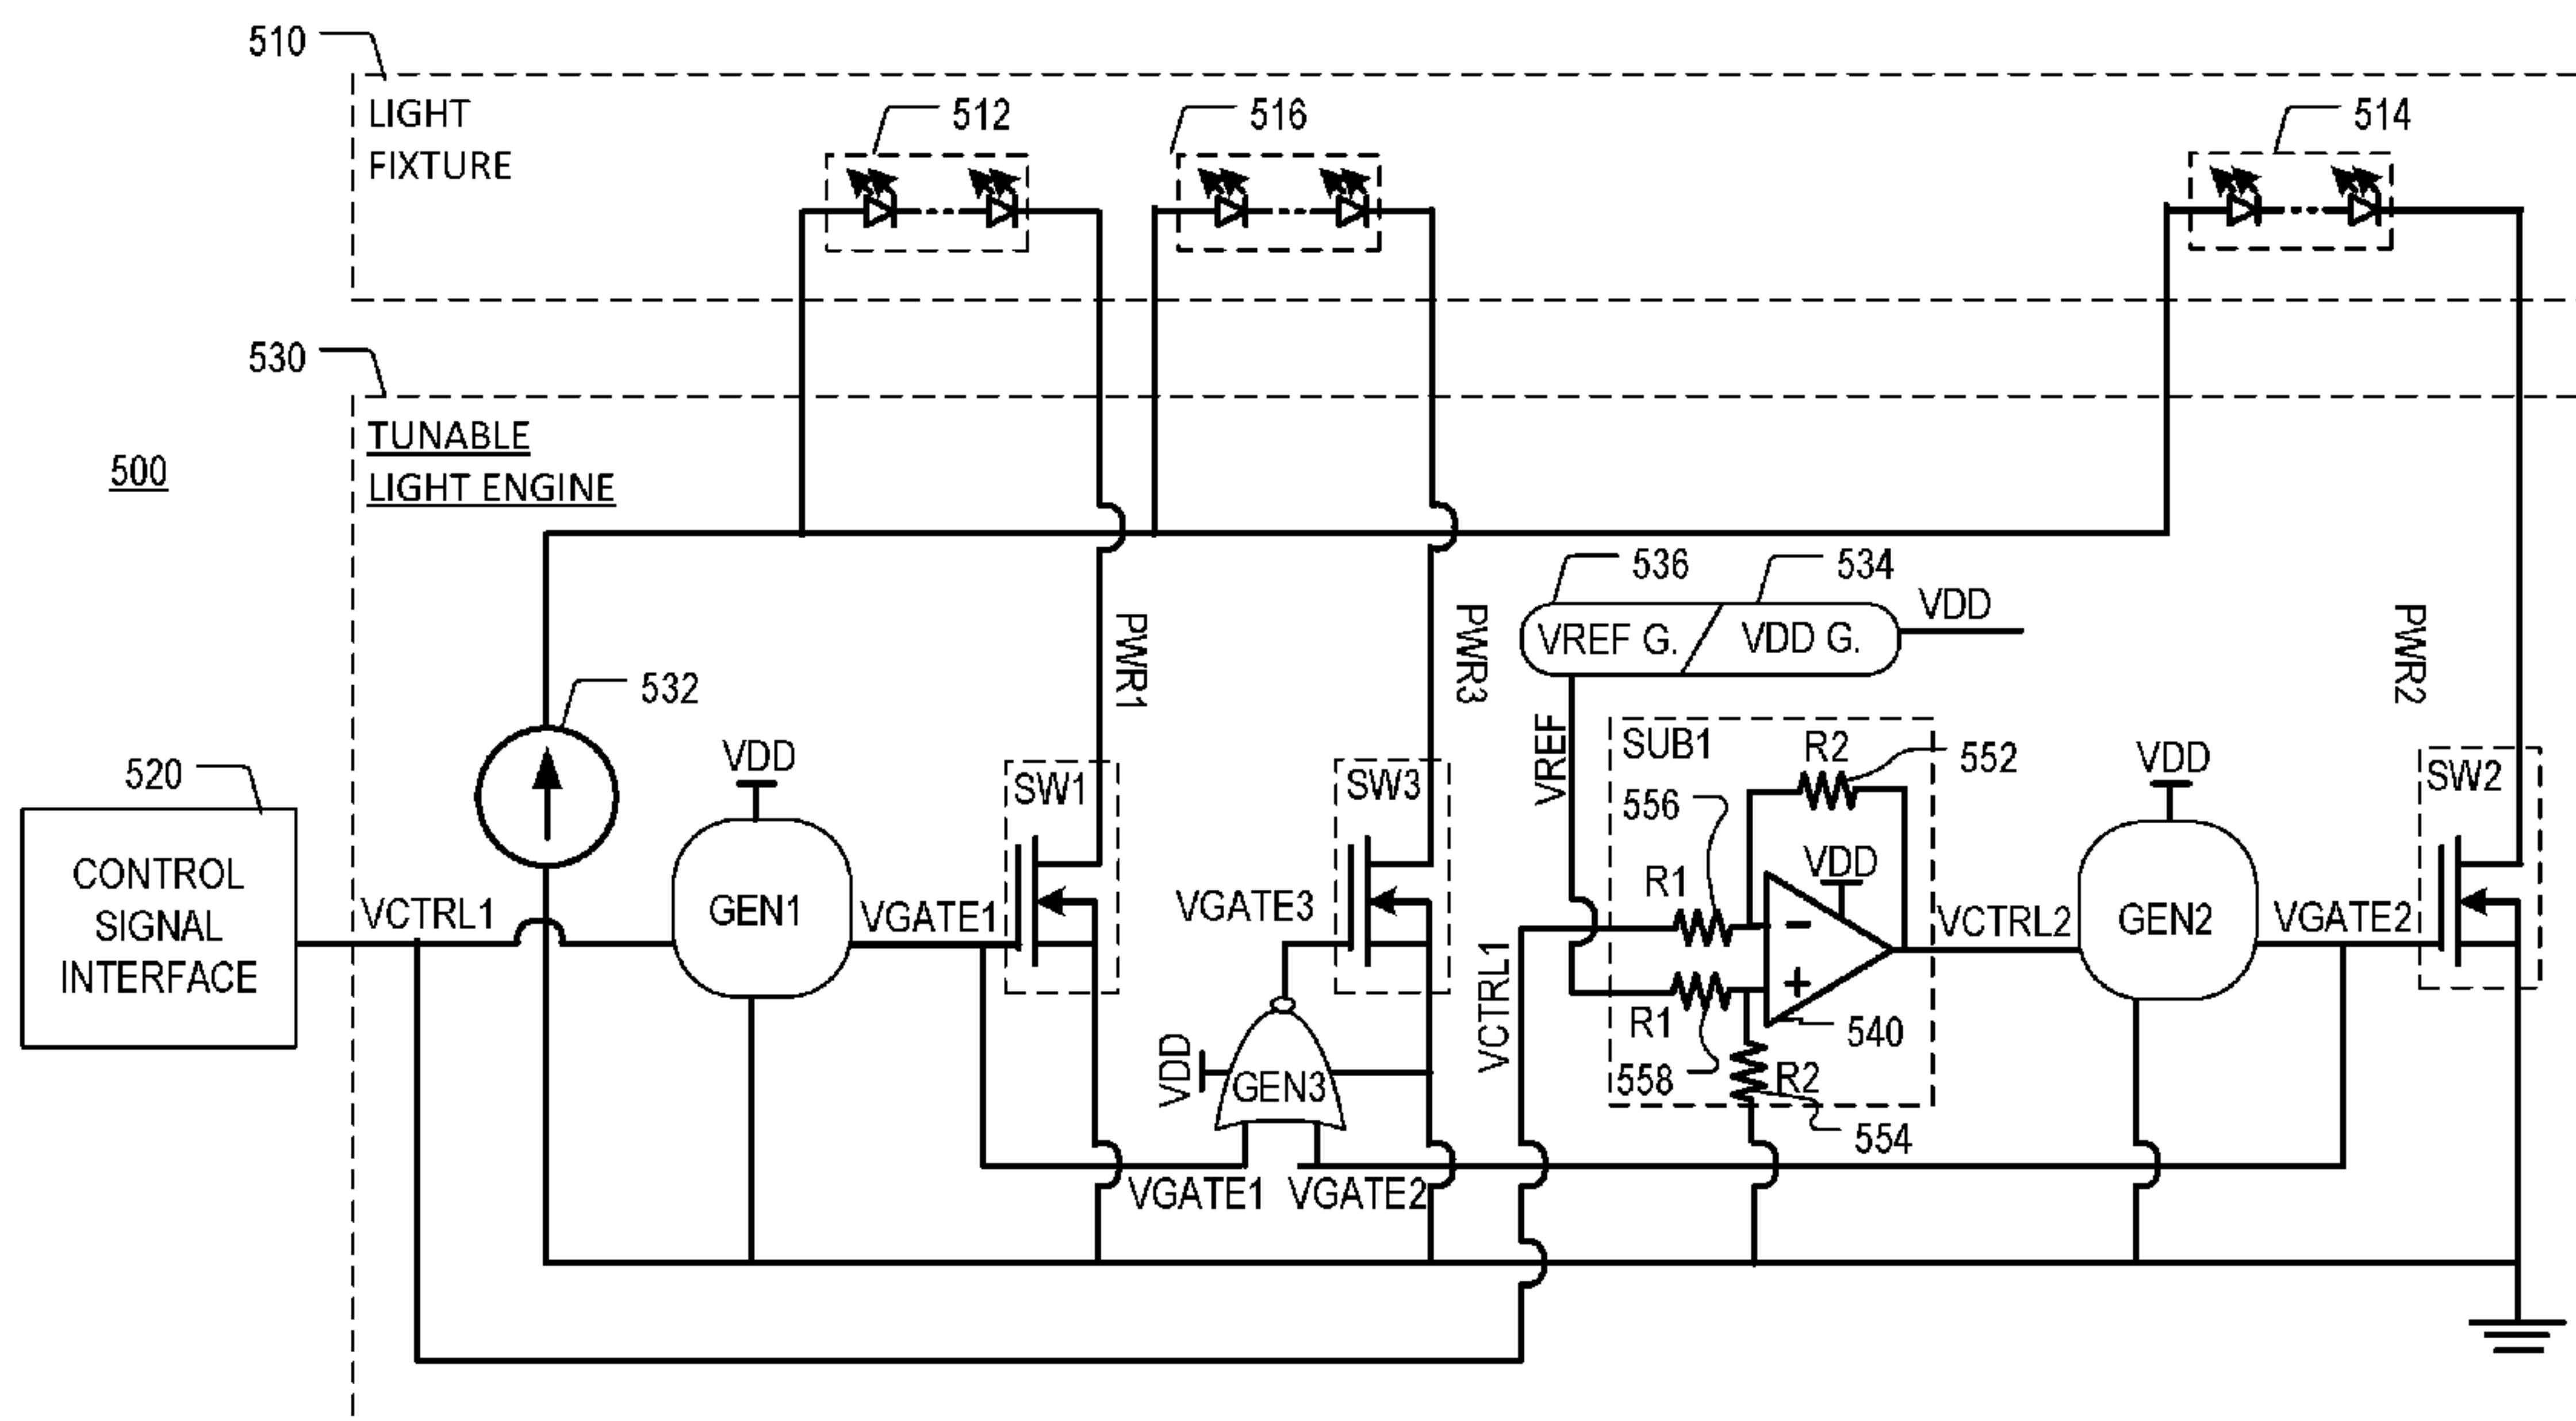 510
LIGHT
FIXTURE
512
516
514
530
TUNABLE
LIGHT ENGINE
500
536
534
VDD
VREF G.
VDD G.
PWR1
PWR3
PWR2
532
VREF
SUB1
R2
552
VDD
VDD
SW1
SW3
SW2
520
556
CONTROL
SIGNAL
INTERFACE
VCTRL1
GEN1
VGATE1
VGATE3
R1
VDD
-
+
VCTRL2
GEN2
VGATE2
R1
540
VCTRL1
VDD
GEN3
558
R2
554
VGATE1
VGATE2